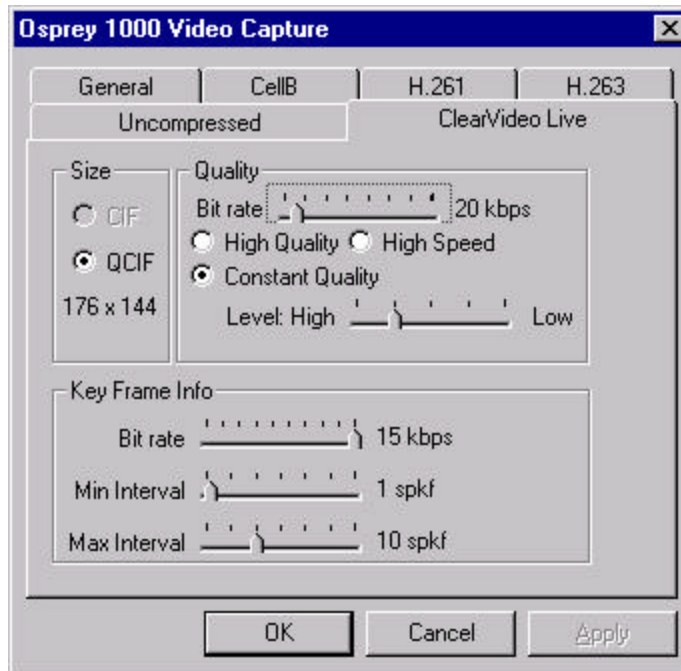 Osprey 1000 Video Capture
General CellB H.261 H.263
Uncompressed ClearVideo Live
Size
CIF
QCIF
176 x 144
Quality
Bit rate 20 kbps
High Quality High Speed
Constant Quality
Level: High Low
Key Frame Info
Bit rate 15 kbps
Min Interval 1 spkf
Max Interval 10 spkf
OK Cancel Apply